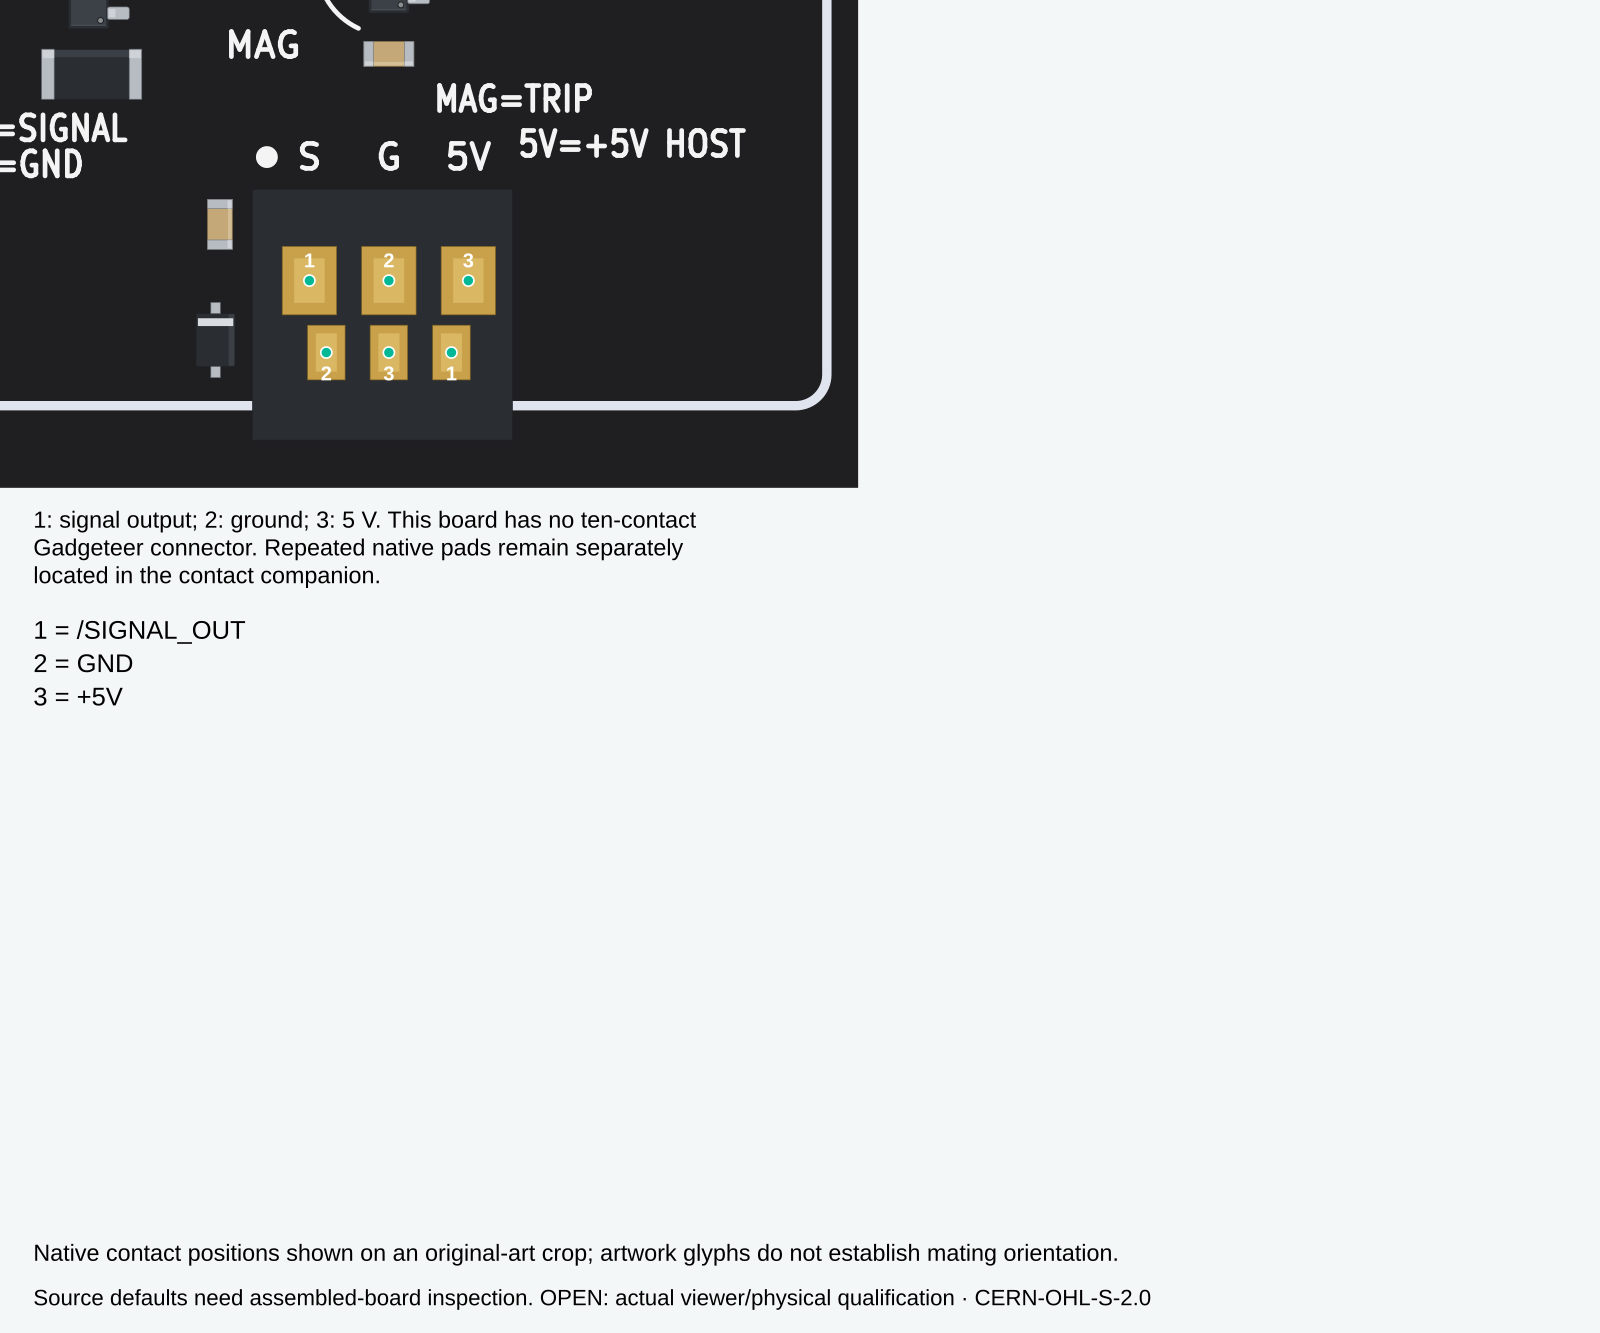 MAG
MAG=TRIP
=SIGNAL
5V=+5V HOST
=GND
S G 5V
1 2 3
2 3 1
1: signal output; 2: ground; 3: 5 V. This board has no ten-contact
Gadgeteer connector. Repeated native pads remain separately
located in the contact companion.
1 = /SIGNAL_OUT
2 = GND
3 = +5V
Native contact positions shown on an original-art crop; artwork glyphs do not establish mating orientation.
Source defaults need assembled-board inspection. OPEN: actual viewer/physical qualification · CERN-OHL-S-2.0